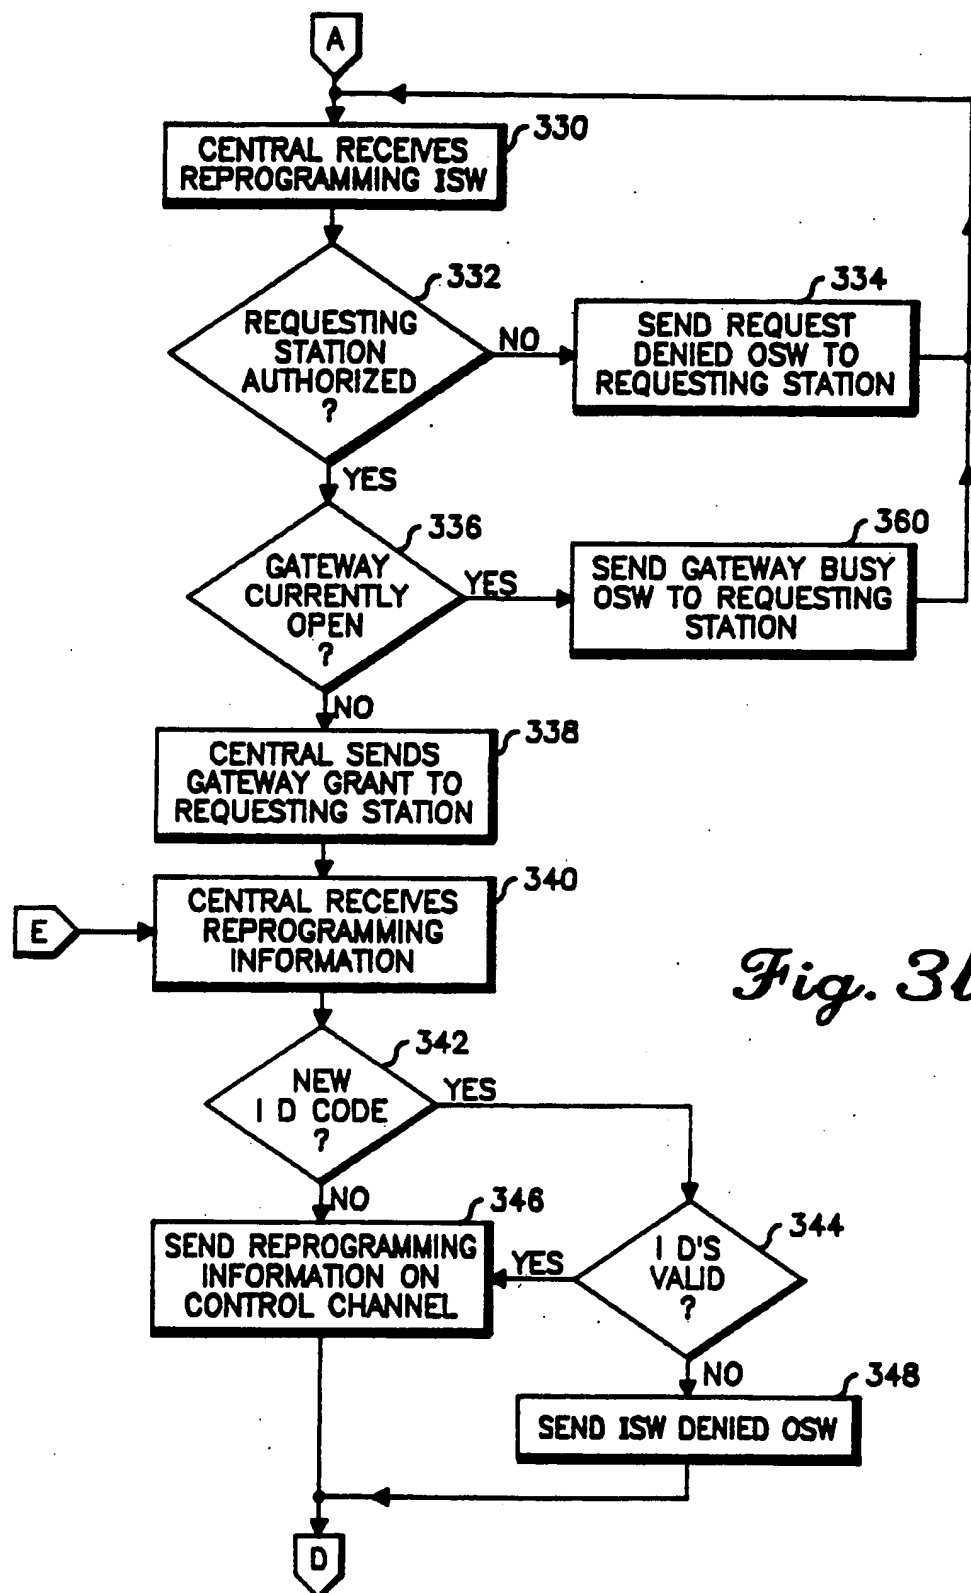 A
330
CENTRAL RECEIVES
REPROGRAMMING ISW
332
REQUESTING
STATION
AUTHORIZED
?
NO
334
SEND REQUEST
DENIED OSW TO
REQUESTING STATION
YES
336
GATEWAY
CURRENTLY
OPEN
?
YES
360
SEND GATEWAY BUSY
OSW TO REQUESTING
STATION
NO
338
CENTRAL SENDS
GATEWAY GRANT TO
REQUESTING STATION
340
CENTRAL RECEIVES
REPROGRAMMING
INFORMATION
E
Fig. 3
342
NEW
I D CODE
?
YES
NO
346
SEND REPROGRAMMING
INFORMATION ON
CONTROL CHANNEL
344
I D'S
VALID
?
YES
NO
348
SEND ISW DENIED OSW
D